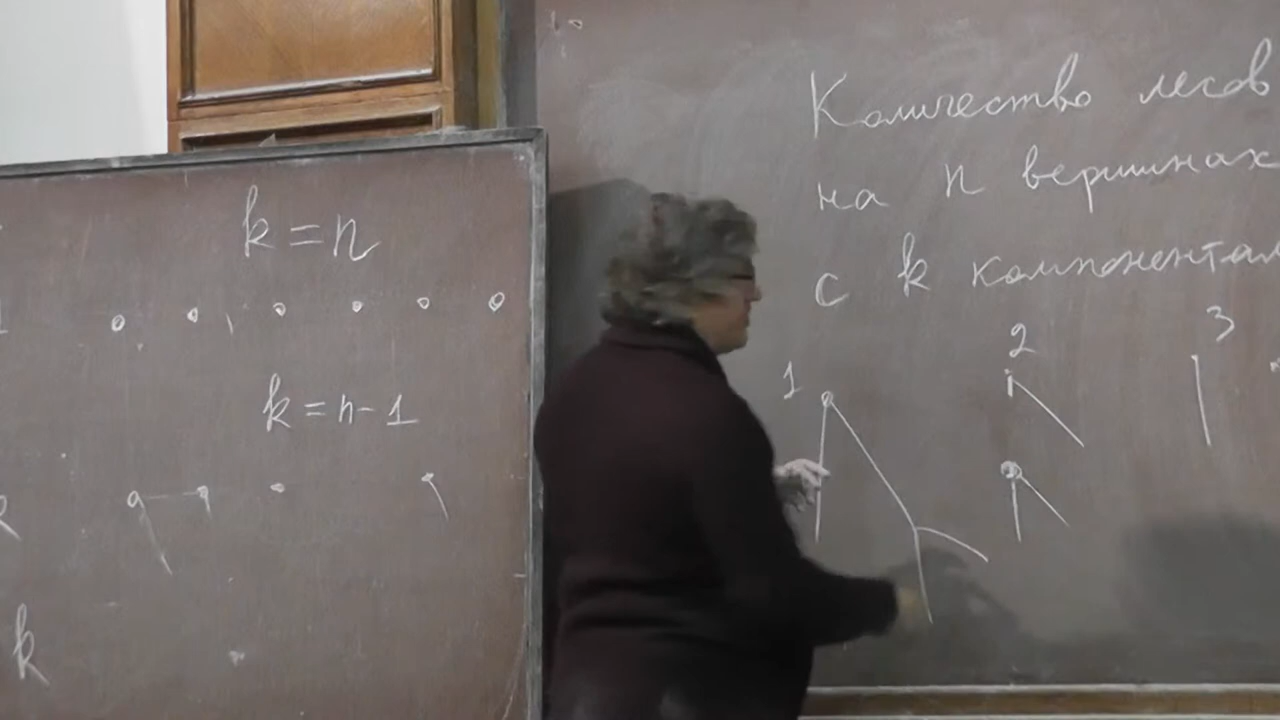 k = n
k = n - 1
k
Количество лесов
на n вершинах
с k компонентам
1 2 3